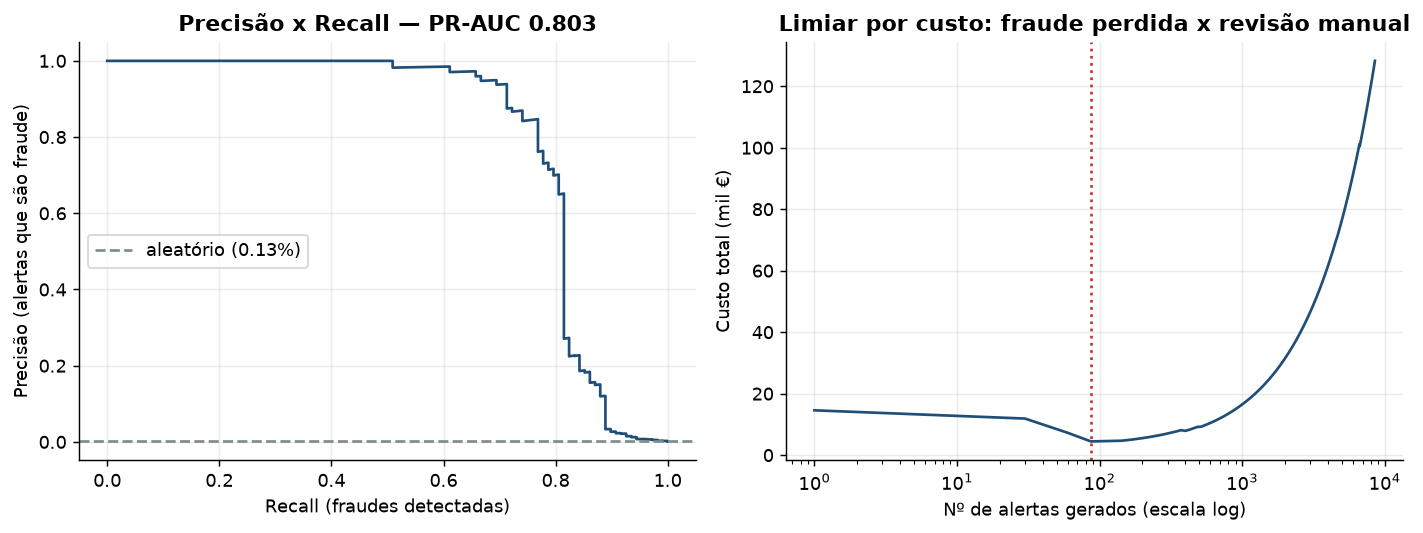 Precisão x Recall — PR-AUC 0.803
1.0
0.8
0.6
0.4
0.2
0.0
Precisão (alertas que são fraude)
aleatório (0.13%)
0.0 0.2 0.4 0.6 0.8 1.0
Recall (fraudes detectadas)
Limiar por custo: fraude perdida x revisão manual
120
100
80
60
40
20
0
Custo total (mil €)
10⁰ 10¹ 10² 10³ 10⁴
Nº de alertas gerados (escala log)